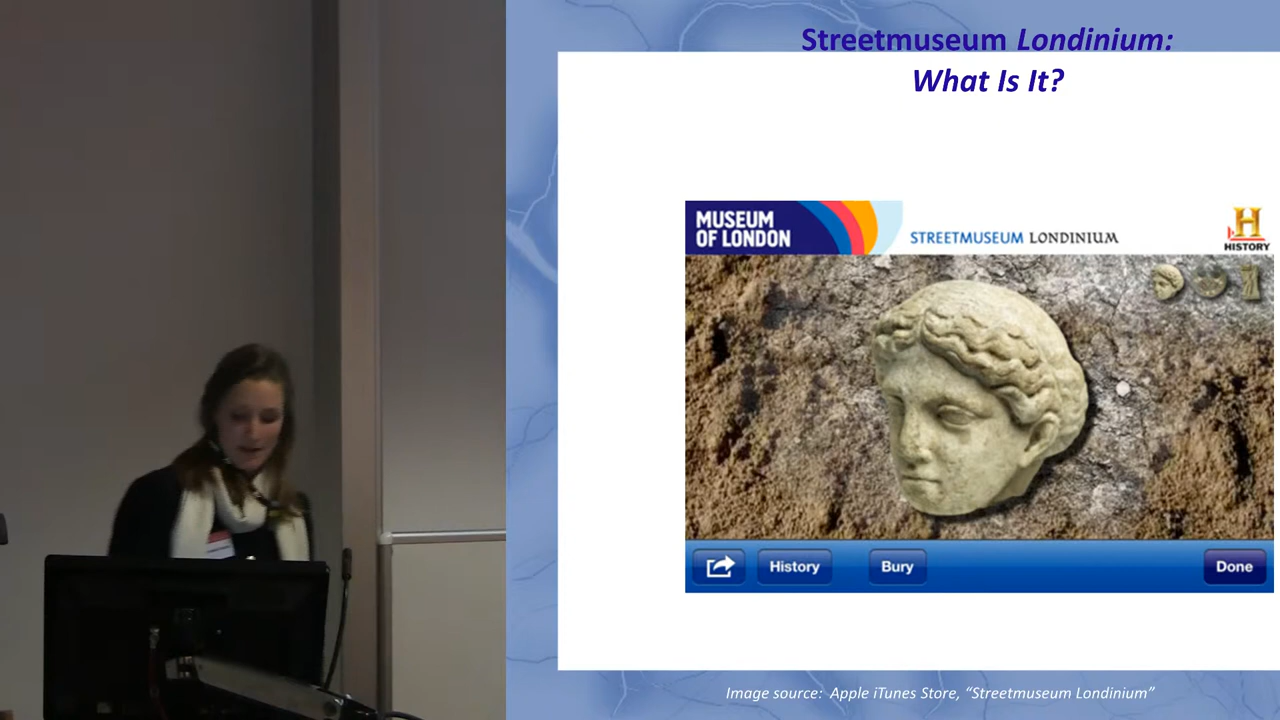 Streetmuseum Londinium:
What Is It?
MUSEUM
OF LONDON
STREETMUSEUM LONDINIUM
H
HISTORY
History
Bury
Done
Image source: Apple iTunes Store, “Streetmuseum Londinium”